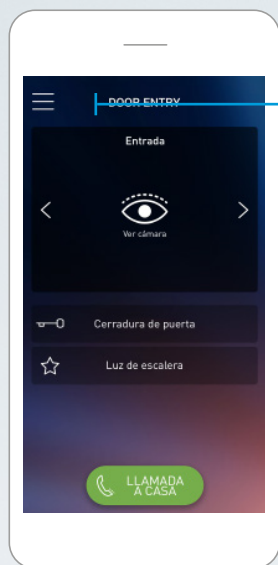 DOOR ENTRY
Entrada
Ver cámara
Cerradura de puerta
Luz de escalera
LLAMADA
A CASA